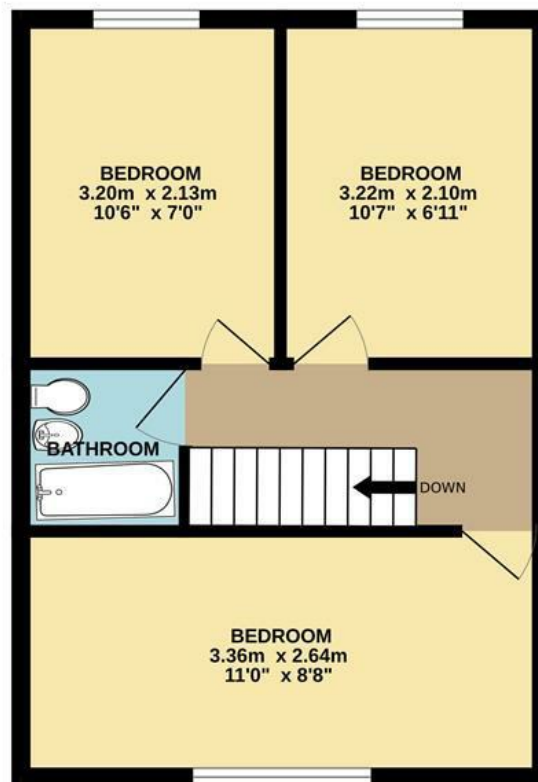 BEDROOM
3.20m x 2.13m
10'6" x 7'0"
BEDROOM
3.22m x 2.10m
10'7" x 6'11"
BATHROOM
DOWN
BEDROOM
3.36m x 2.64m
11'0" x 8'8"